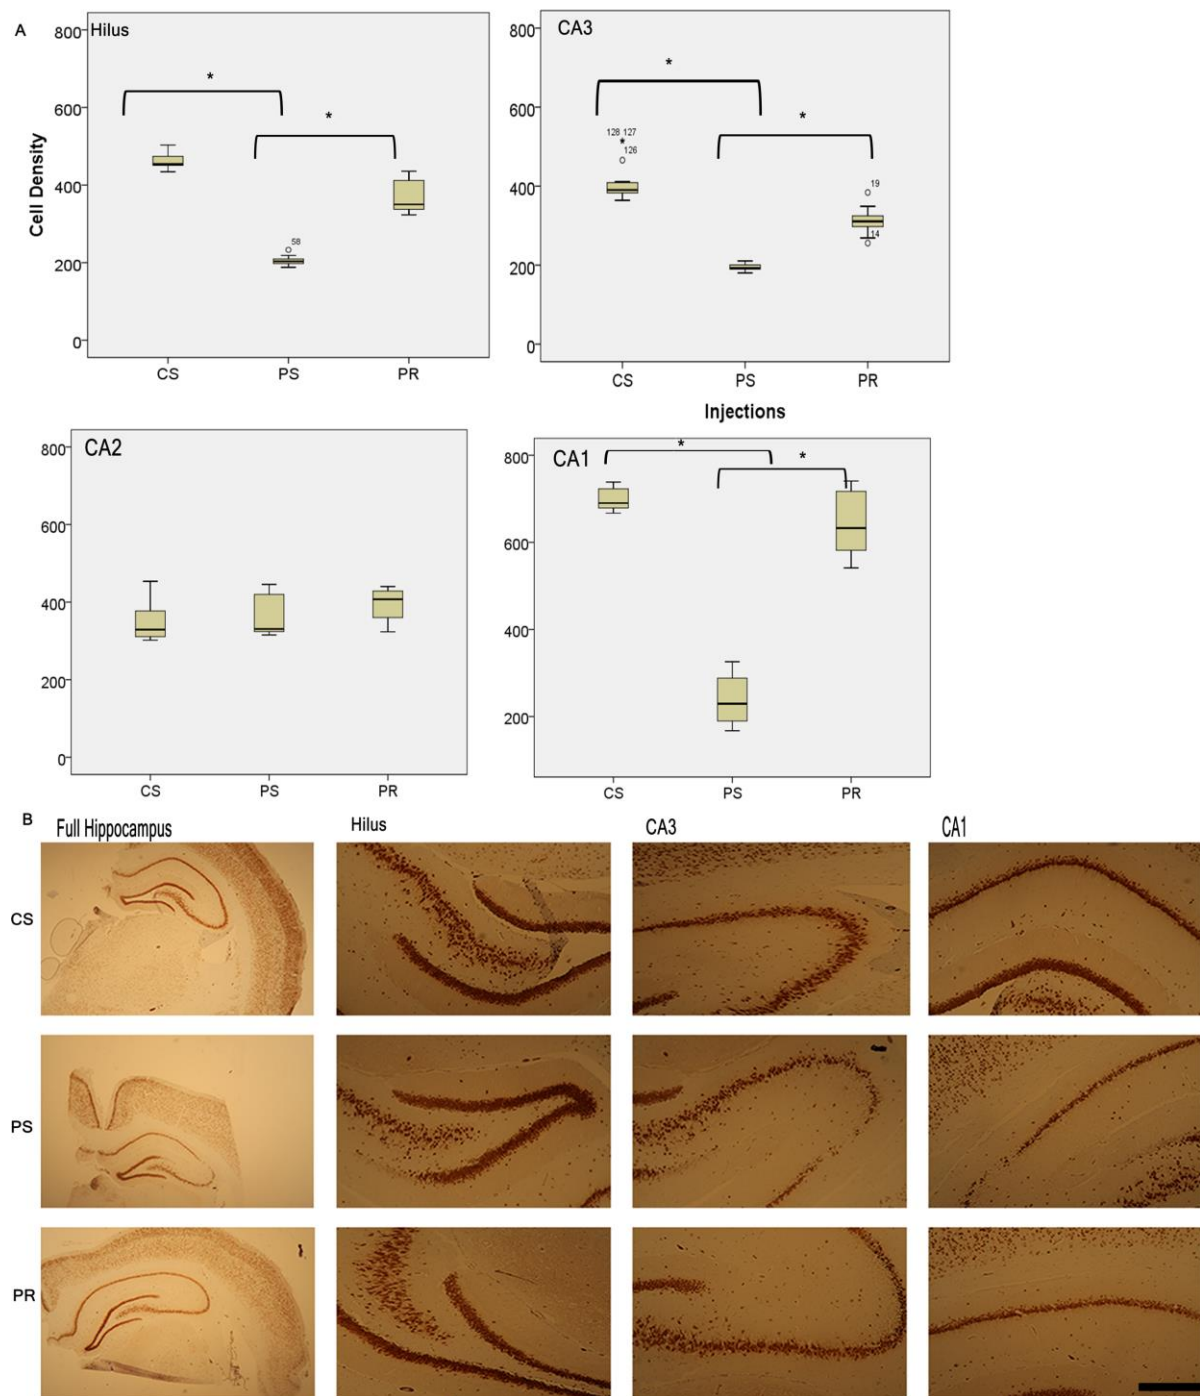 A
Hilus
800
600
400
200
0
Cell Density
*
*
58
CS PS PR
CA3
800
600
400
200
0
*
*
128 127
*
126
19
14
CS PS PR
Injections
CA2
800
600
400
200
0
CS PS PR
CA1
800
600
400
200
*
*
CS PS PR
B
Full Hippocampus Hilus CA3 CA1
CS
PS
PR